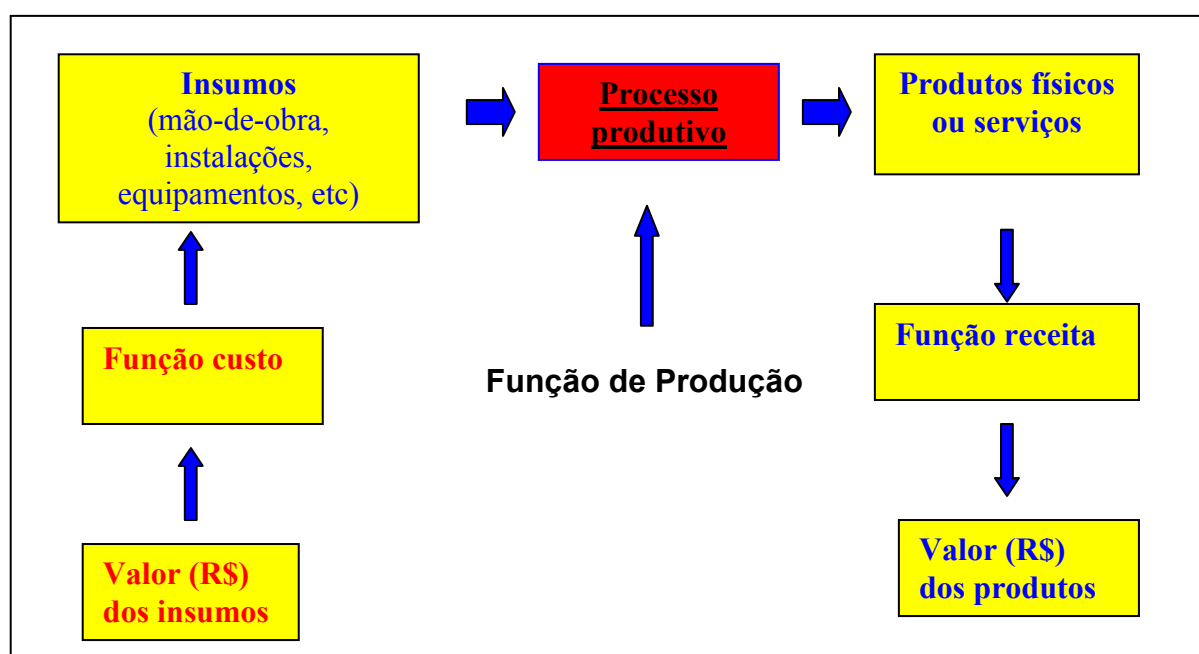 Insumos
(mão-de-obra,
instalações,
equipamentos, etc)
Processo
produtivo
Produtos físicos
ou serviços
Função custo
Função de Produção
Função receita
Valor (R$)
dos insumos
Valor (R$)
dos produtos